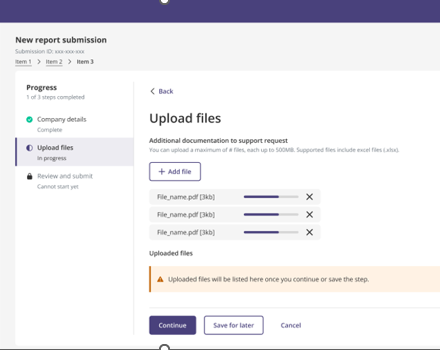 New report submission
Submission ID: xxx-xxx-xxx
Item 1 > Item 2 > Item 3
Progress
1 of 3 steps completed
Company details
Complete
Upload files
In progress
Review and submit
Cannot start yet
Back
Upload files
Additional documentation to support request
You can upload a maximum of # files, each up to 500MB. Supported files include excel files (.xlsx).
+ Add file
File_name.pdf [3kb]
File_name.pdf [3kb]
File_name.pdf [3kb]
Uploaded files
Uploaded files will be listed here once you continue or save the step.
Continue
Save for later
Cancel